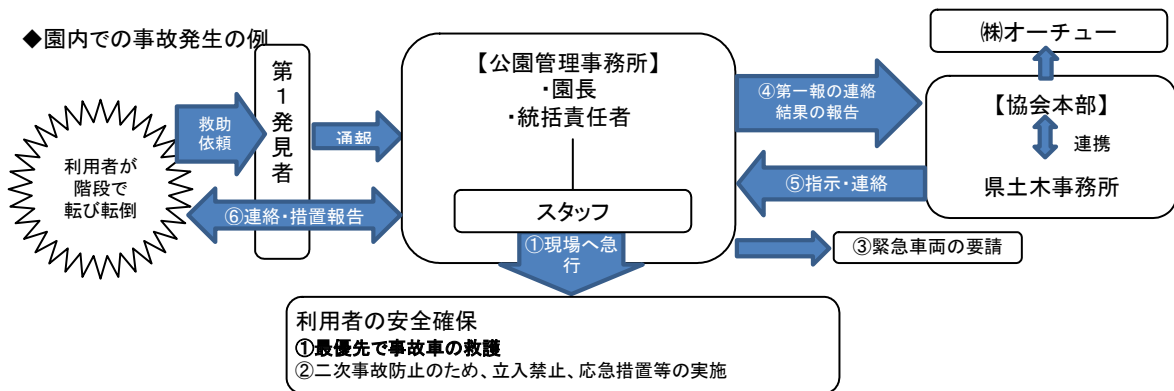 ◆園内での事故発生の例
利用者が
階段で
転び転倒
救助
依頼
第1発見者
通報
⑥連絡・措置報告
【公園管理事務所】
・園長
・統括責任者
スタッフ
①現場へ急
行
④第一報の連絡
結果の報告
⑤指示・連絡
③緊急車両の要請
㈱オーチュー
【協会本部】
連携
県土木事務所
利用者の安全確保
①最優先で事故車の救護
②二次事故防止のため、立入禁止、応急措置等の実施